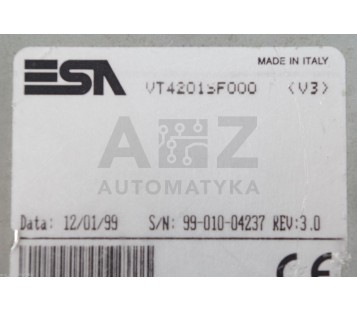 ESA
MADE IN ITALY
VT4201SF000 <V3>
AZ
AUTOMATYKA
Data: 12/01/99 S/N: 99-010-04237 REV:3.0
CE